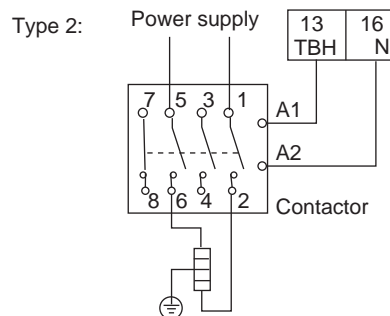 Type 2:
Power supply
13 16
TBH N
7 5 3 1
A1
A2
8 6 4 2
Contactor